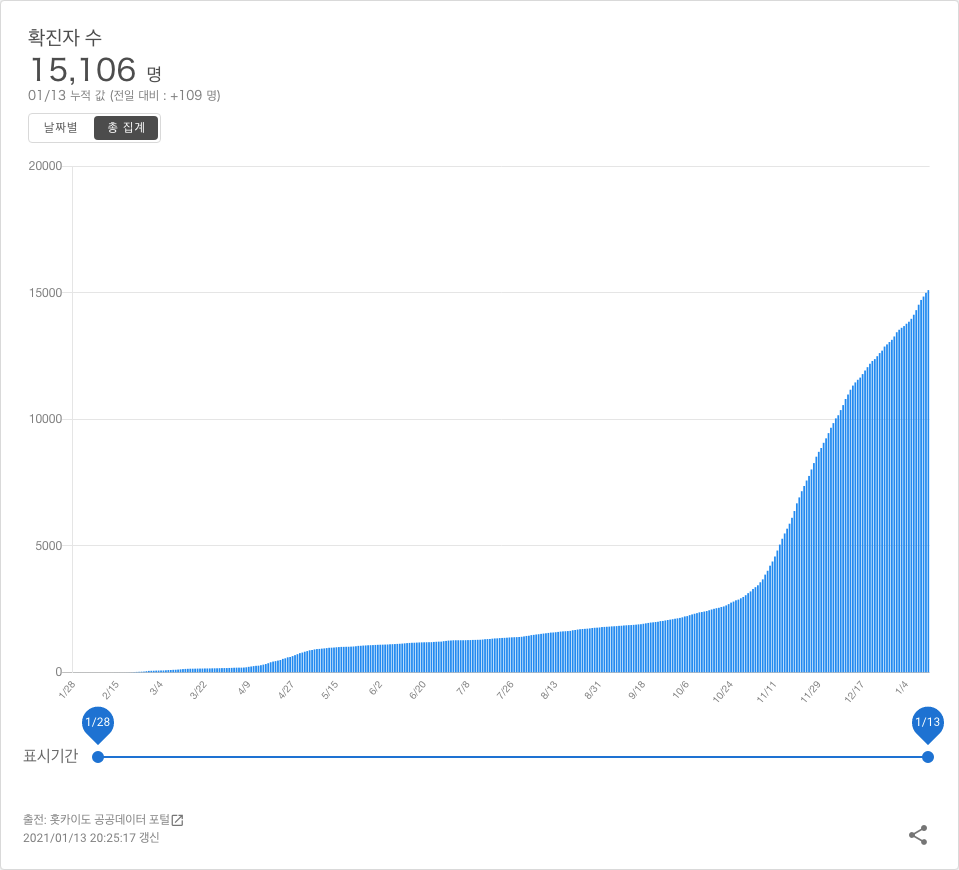 확진자 수
15,106 명
01/13 누적 값 (전일 대비 : +109 명)
날짜별 총 집계
20000
15000
10000
5000
0
1/28 2/15 3/4 3/22 4/9 4/27 5/15 6/2 6/20 7/8 7/26 8/13 8/31 9/18 10/6 10/24 11/11 11/29 12/17 1/4
1/28 1/13
표시기간
출전: 홋카이도 공공데이터 포털
2021/01/13 20:25:17 갱신